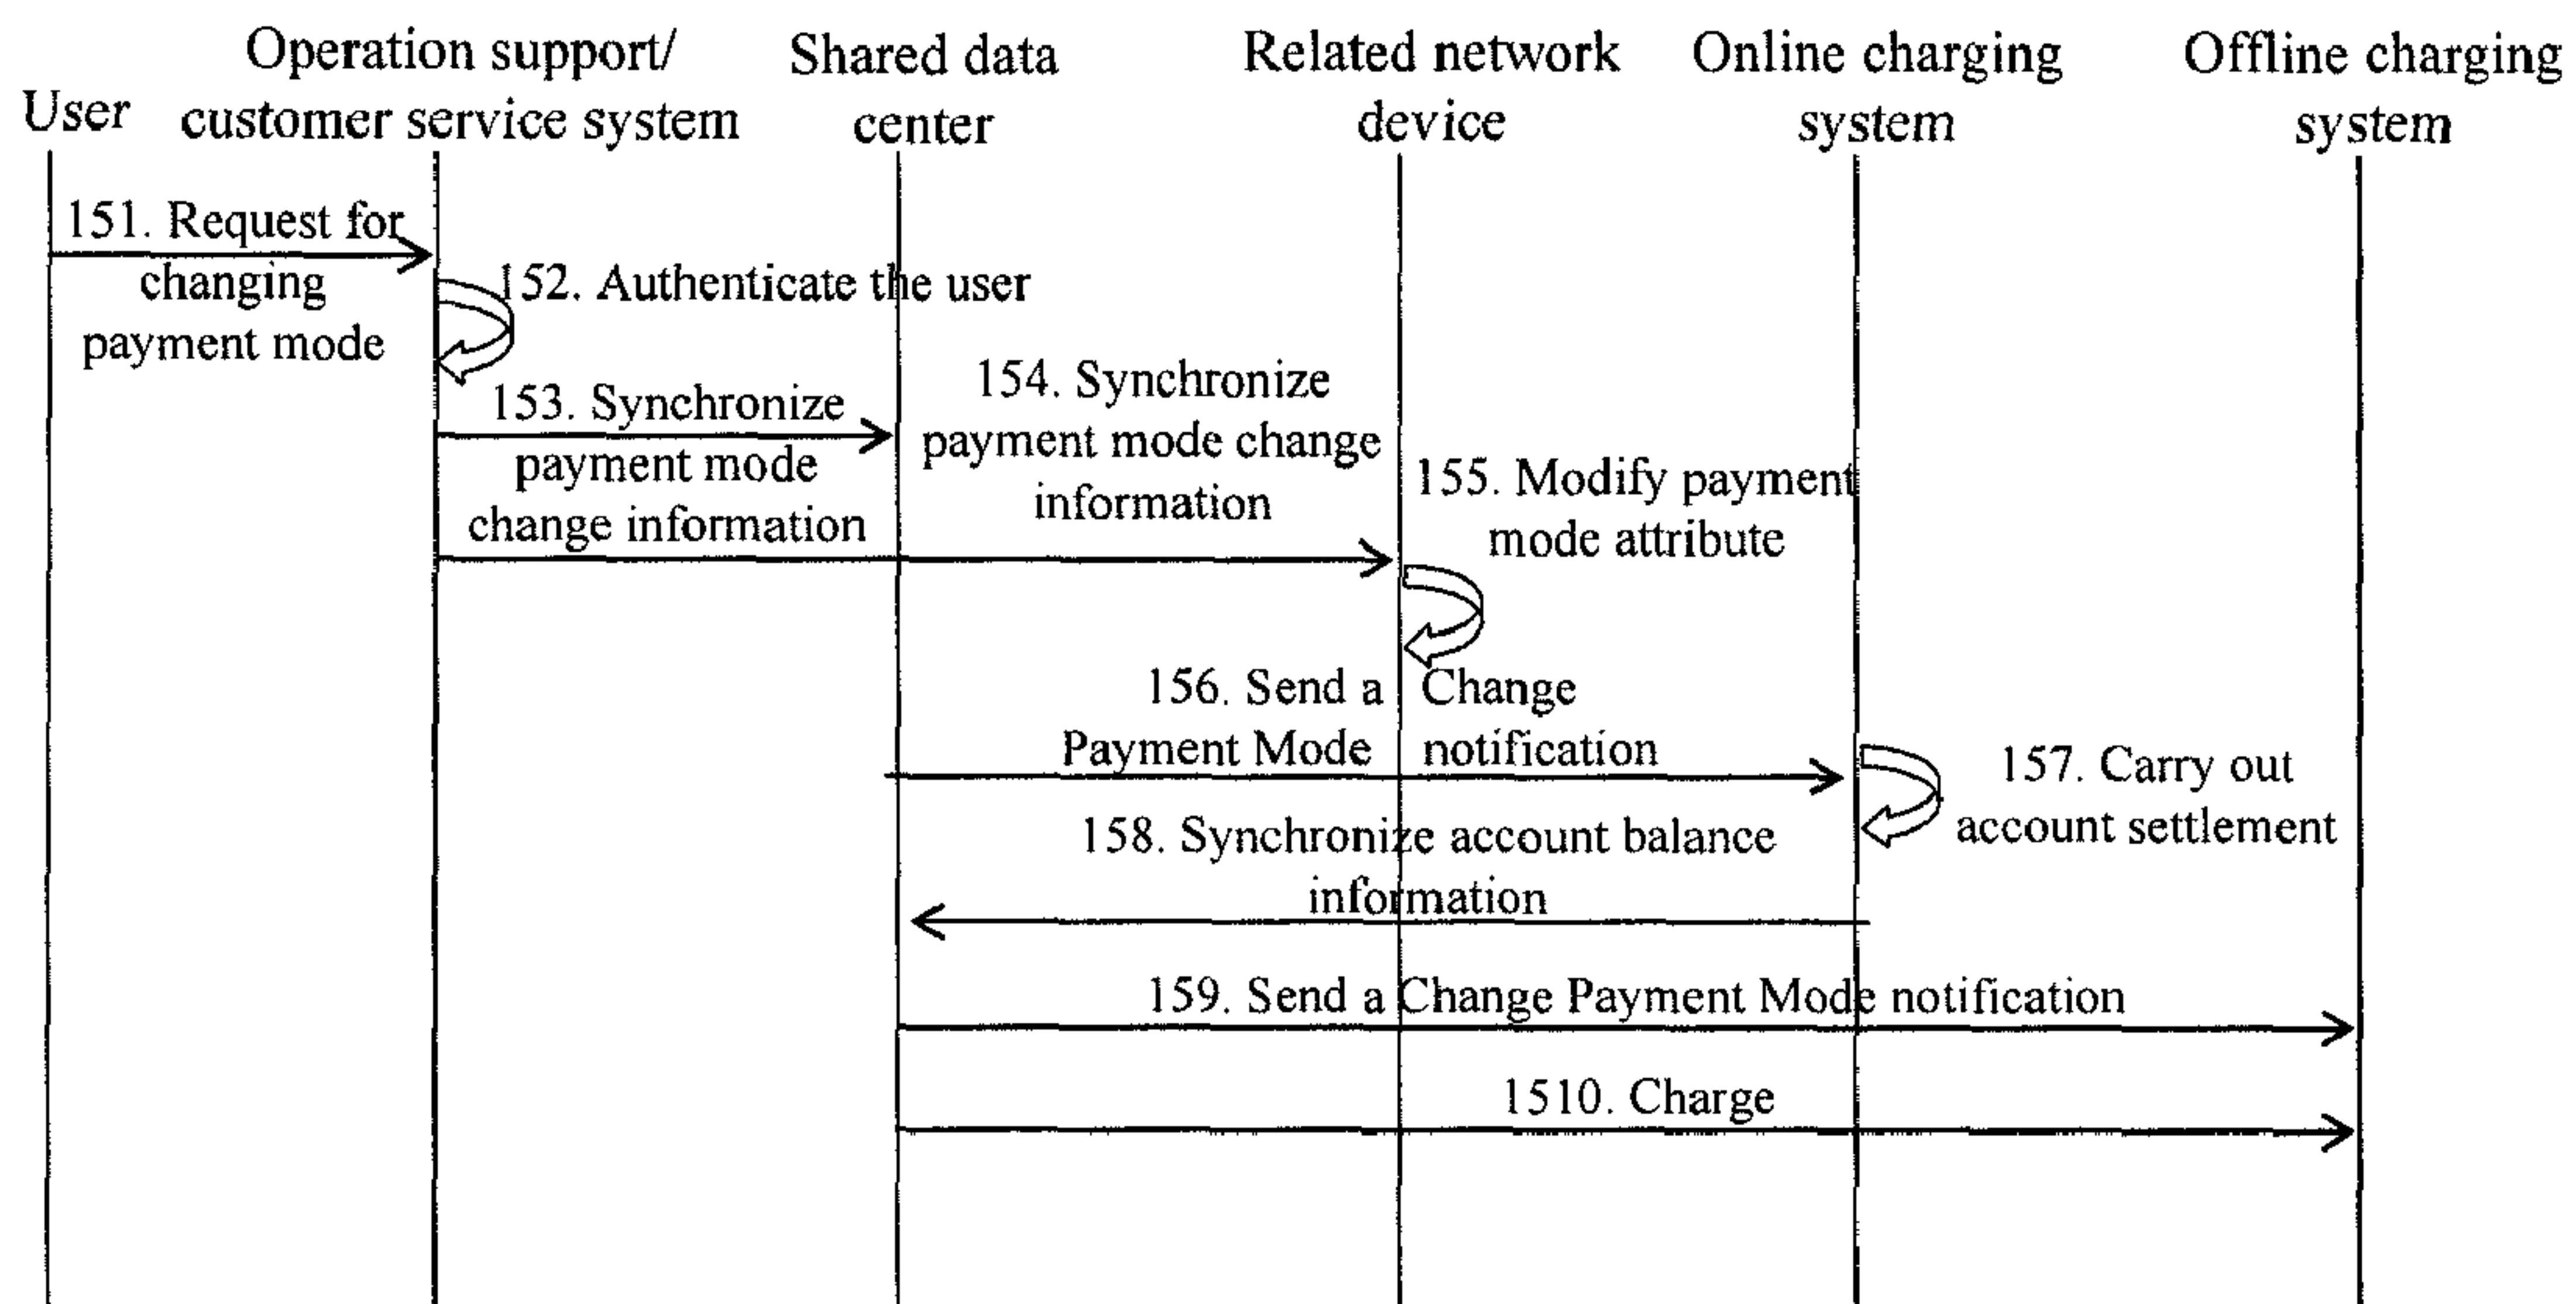 User
Operation support/
customer service system
Shared data
center
Related network
device
Online charging
system
Offline charging
system
151. Request for
changing
payment mode
152. Authenticate the user
153. Synchronize
payment mode
change information
154. Synchronize
payment mode change
information
155. Modify payment
mode attribute
156. Send a Change
Payment Mode notification
157. Carry out
account settlement
158. Synchronize account balance
information
159. Send a Change Payment Mode notification
1510. Charge